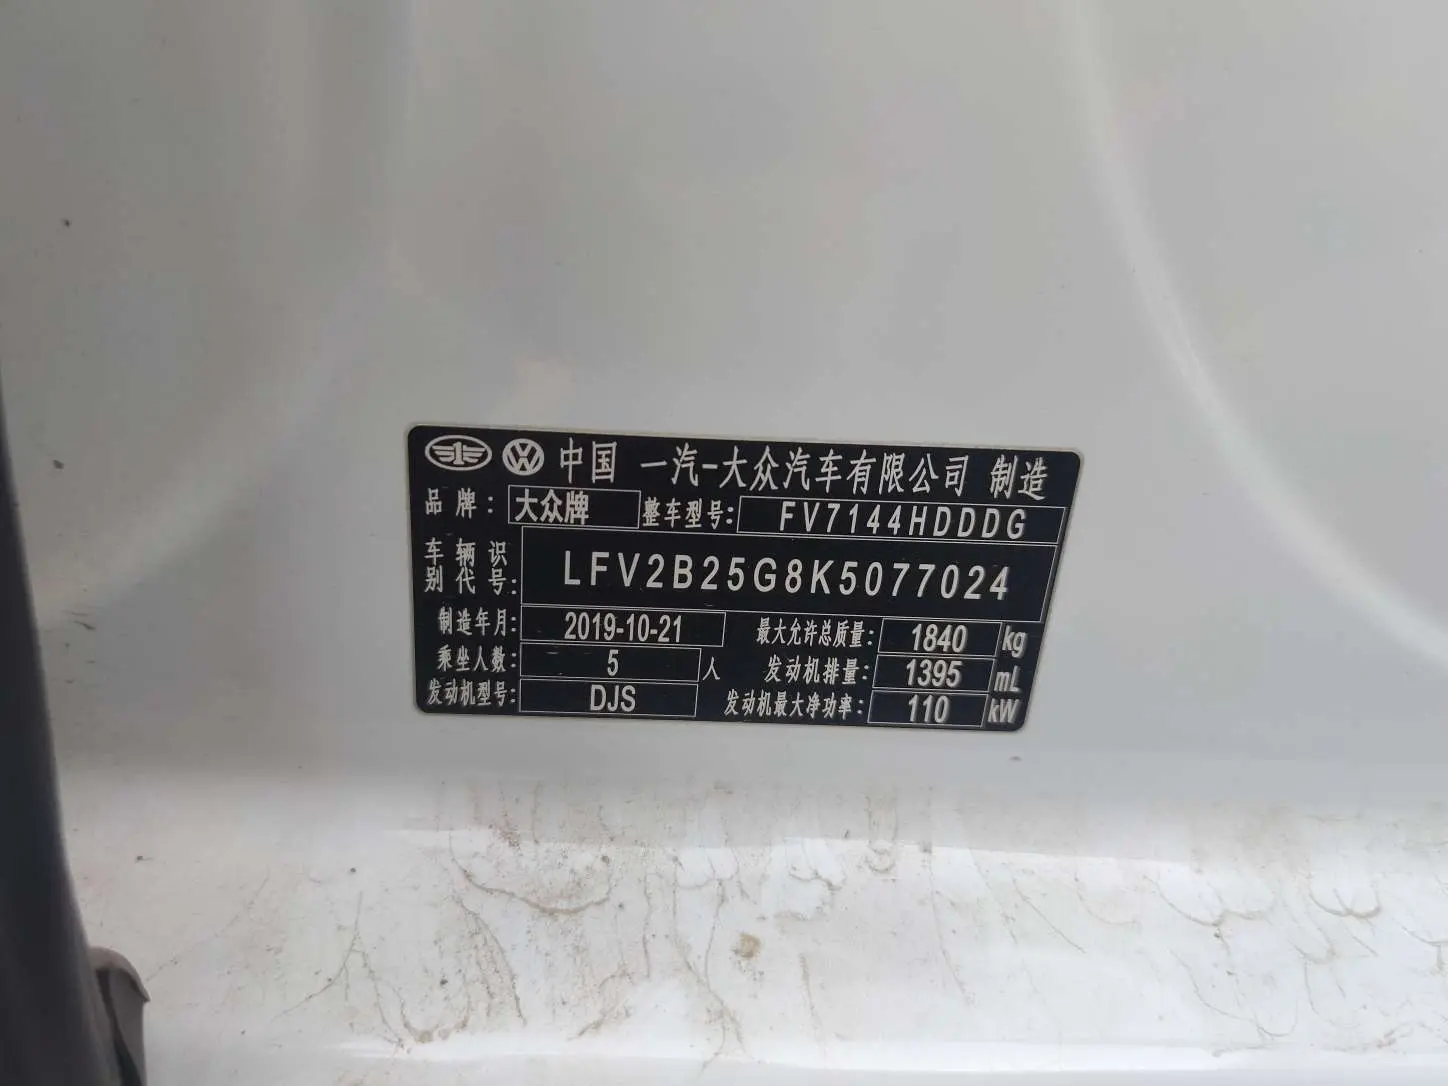 中国 一汽-大众汽车有限公司 制造
品牌: 大众牌 整车型号: FV7144HDDDG
车辆识别代号: LFV2B25G8K5077024
制造年月: 2019-10-21 最大允许总质量: 1840 kg
乘坐人数: 5 人 发动机排量: 1395 mL
发动机型号: DJS 发动机最大净功率: 110 kW